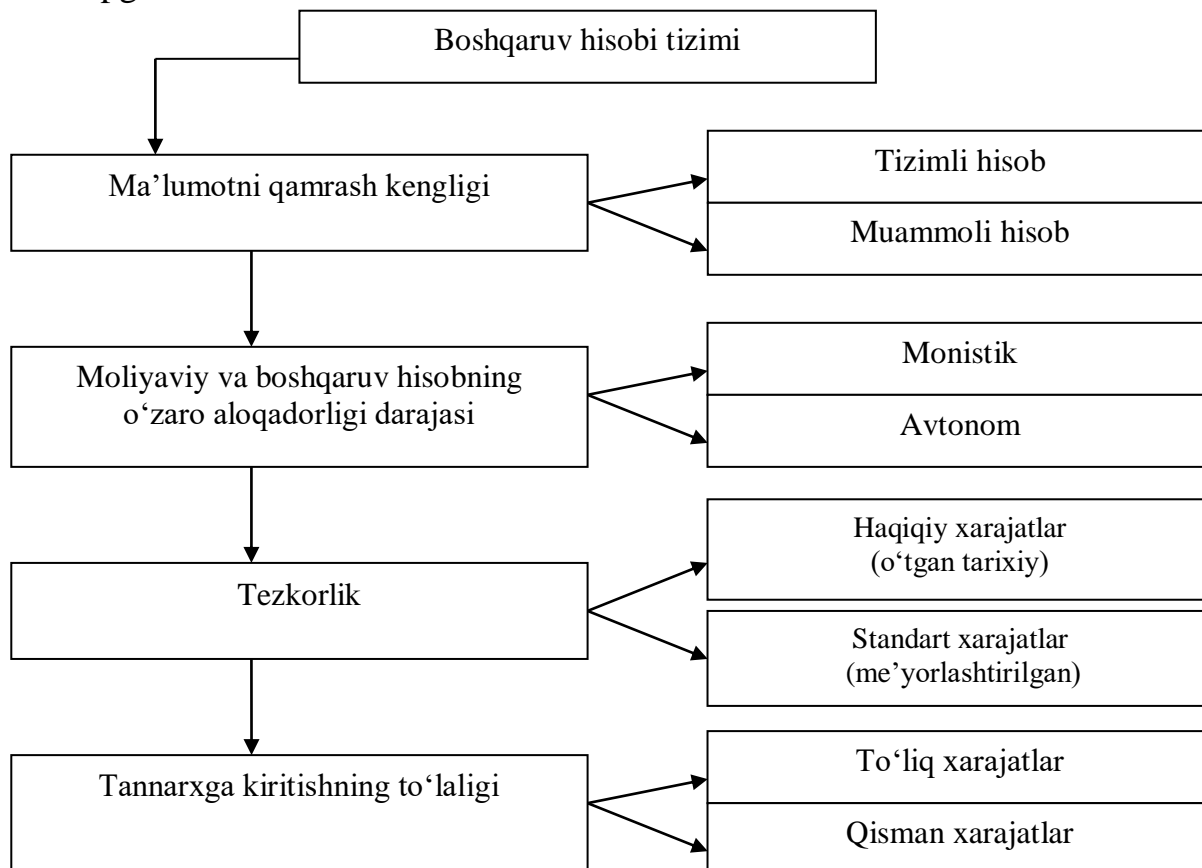 Boshqaruv hisobi tizimi
Ma’lumotni qamrash kengligi
Tizimli hisob
Muammoli hisob
Moliyaviy va boshqaruv hisobning
o‘zaro aloqadorligi darajasi
Monistik
Avtonom
Tezkorlik
Haqiqiy xarajatlar
(o‘tgan tarixiy)
Standart xarajatlar
(me’yorlashtirilgan)
Tannarxga kiritishning to‘laligi
To‘liq xarajatlar
Qisman xarajatlar